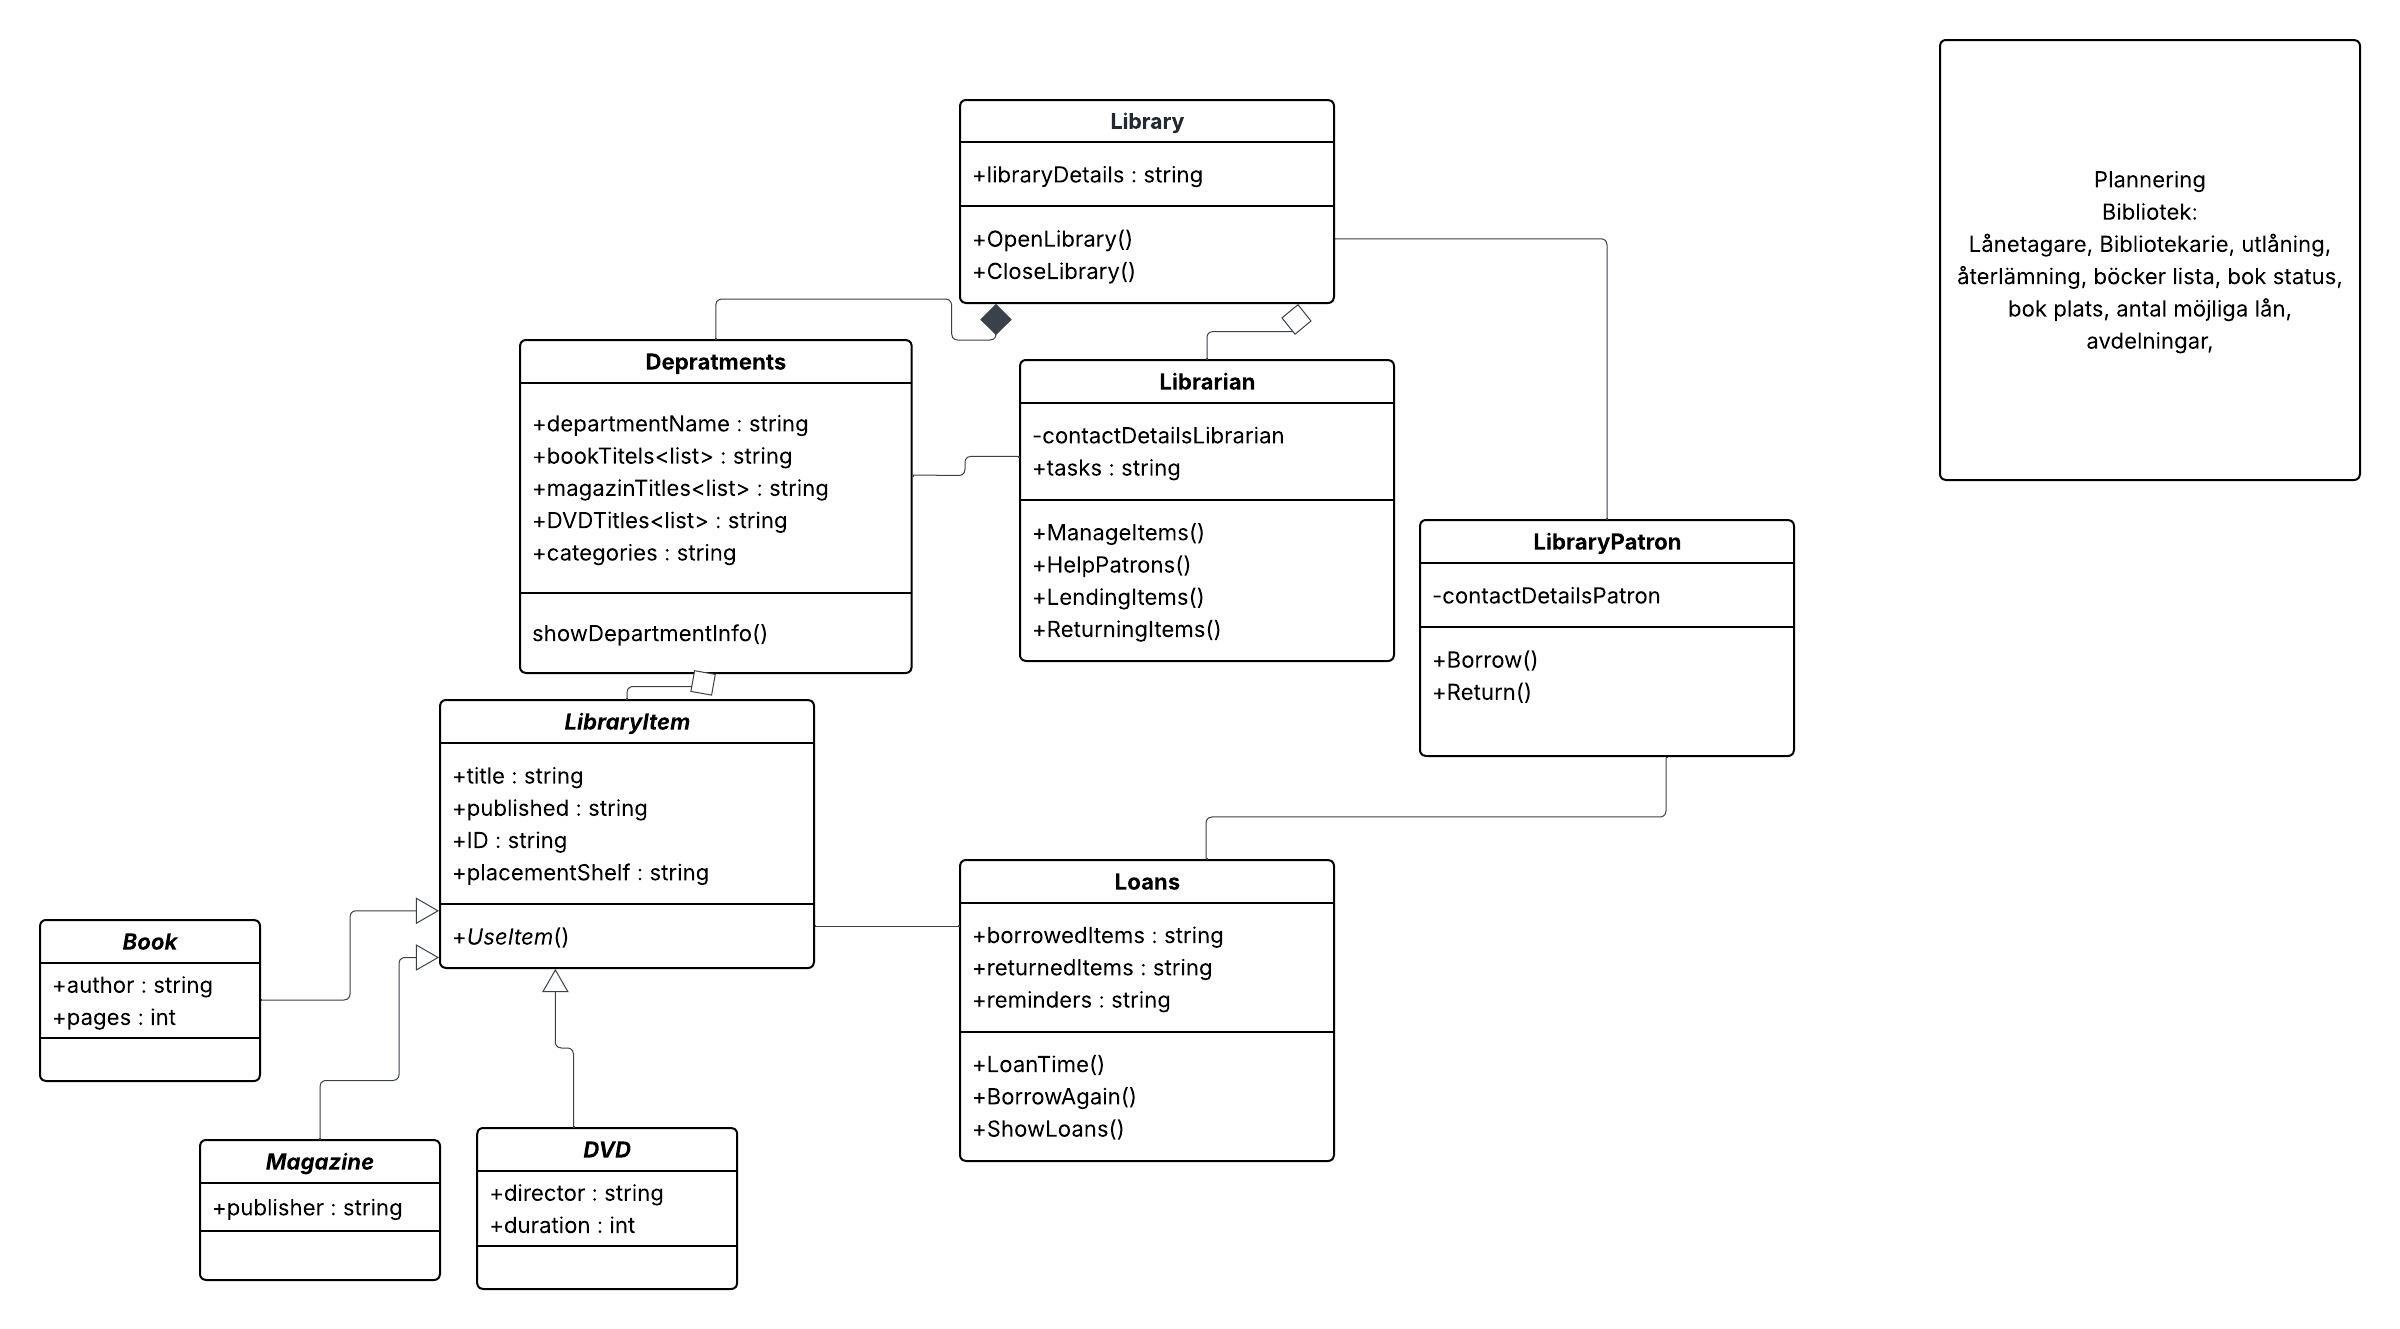 Library
+libraryDetails : string
+OpenLibrary()
+CloseLibrary()
Plannering
Bibliotek:
Lånetagare, Bibliotekarie, utlåning,
återlämning, böcker lista, bok status,
bok plats, antal möjliga lån,
avdelningar,
Depratments
+departmentName : string
+bookTitels<list> : string
+magazinTitles<list> : string
+DVDTitles<list> : string
+categories : string
showDepartmentInfo()
Librarian
-contactDetailsLibrarian
+tasks : string
+ManageItems()
+HelpPatrons()
+LendingItems()
+ReturningItems()
LibraryPatron
-contactDetailsPatron
+Borrow()
+Return()
LibraryItem
+title : string
+published : string
+ID : string
+placementShelf : string
+UseItem()
Loans
+borrowedItems : string
+returnedItems : string
+reminders : string
+LoanTime()
+BorrowAgain()
+ShowLoans()
Book
+author : string
+pages : int
Magazine
+publisher : string
DVD
+director : string
+duration : int